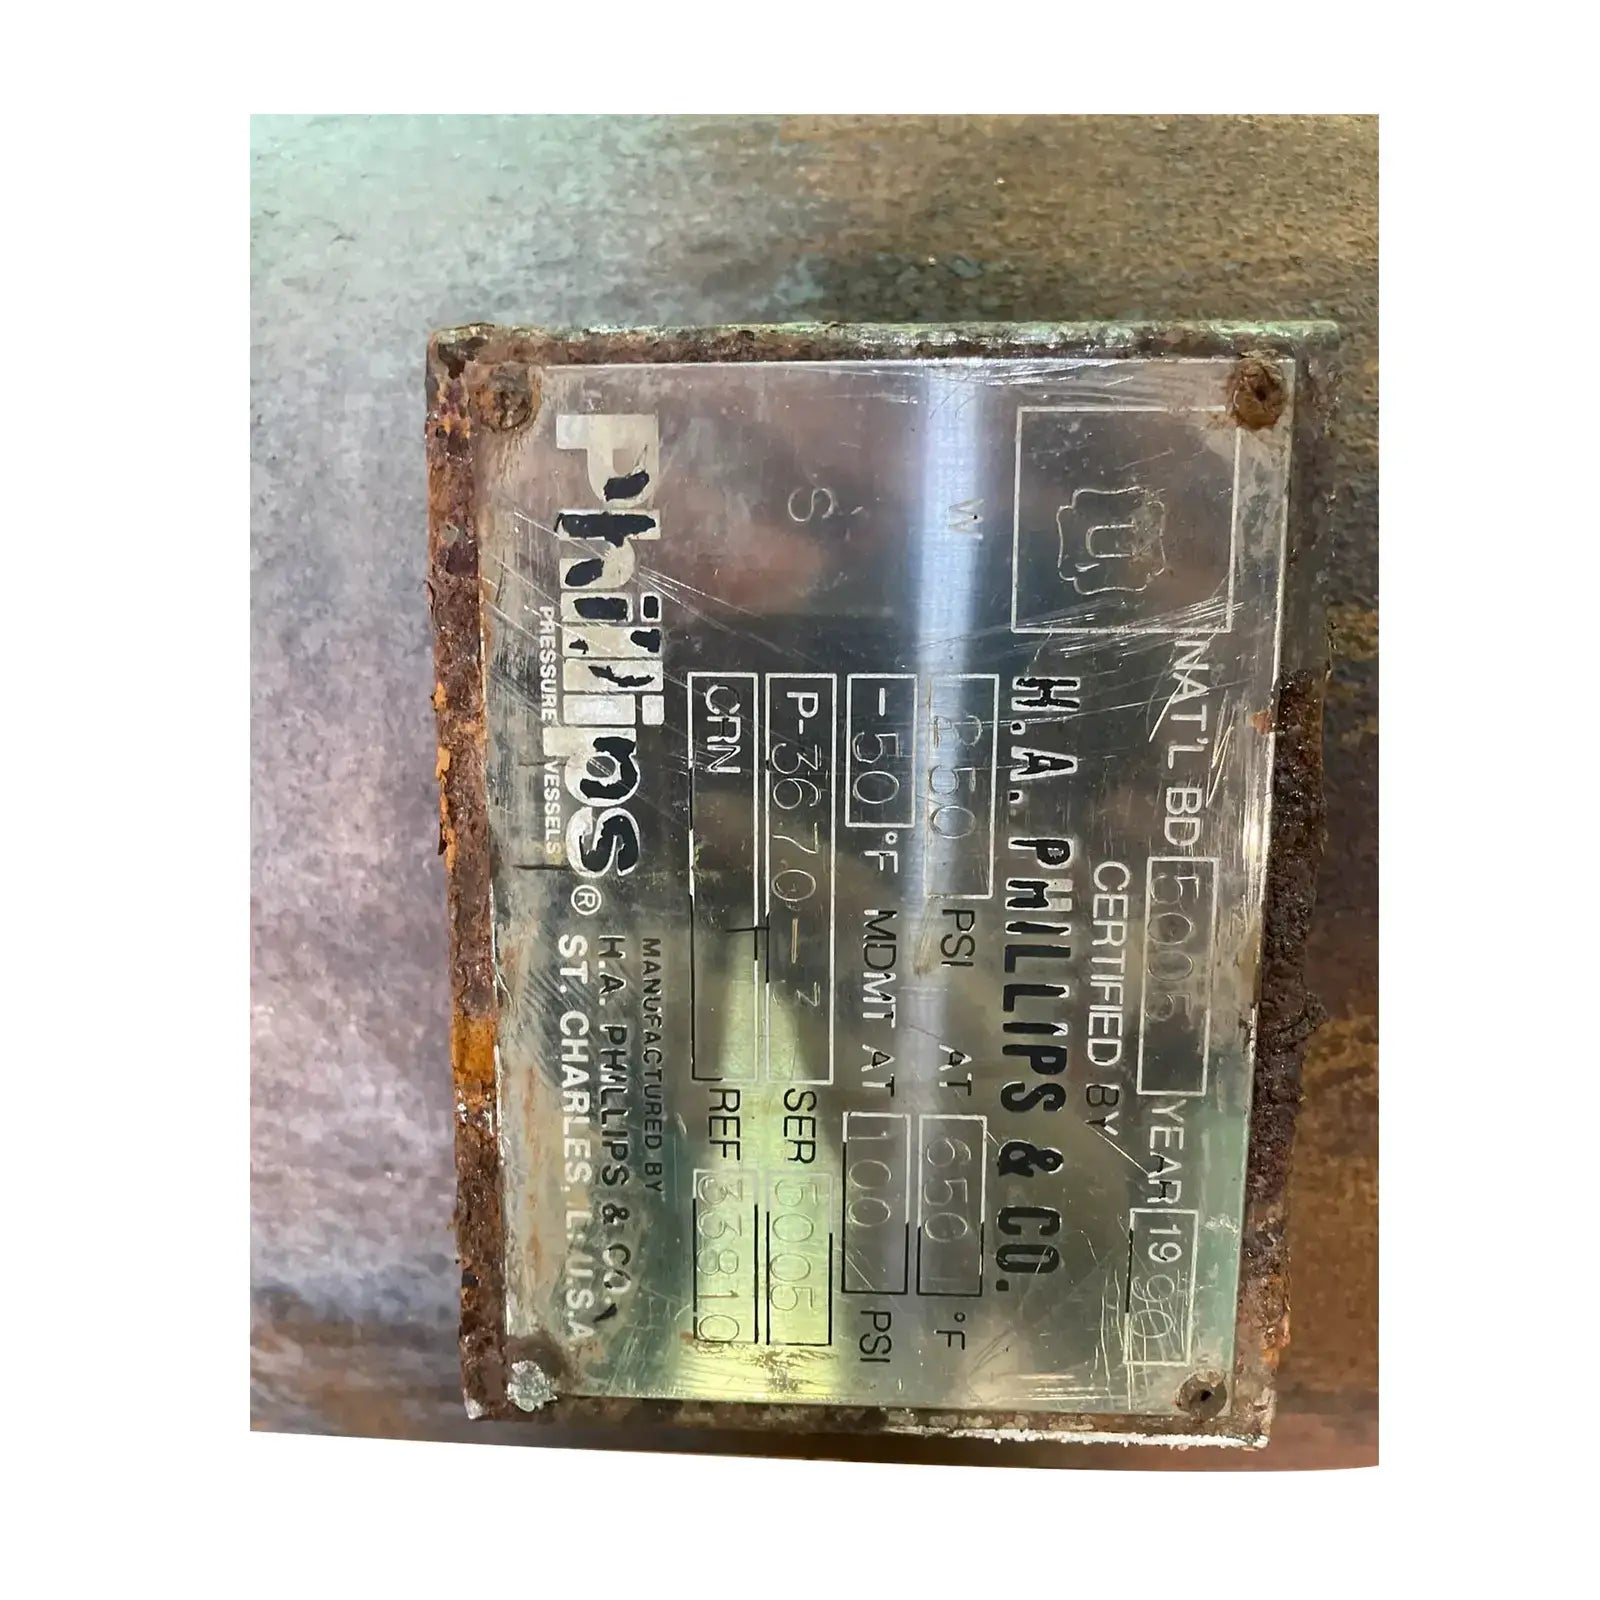 NAT'L BD 5005 YEAR 1990
U
CERTIFIED BY
H.A. PHILLIPS & CO.
W 250 PSI AT 650 °F
-50 °F MDMT AT 100 PSI
S P-3670-3 SER 5005
CRN REF 33810
MANUFACTURED BY
phillips® H.A. PHILLIPS & CO.
PRESSURE VESSELS ST. CHARLES, IL. U.S.A